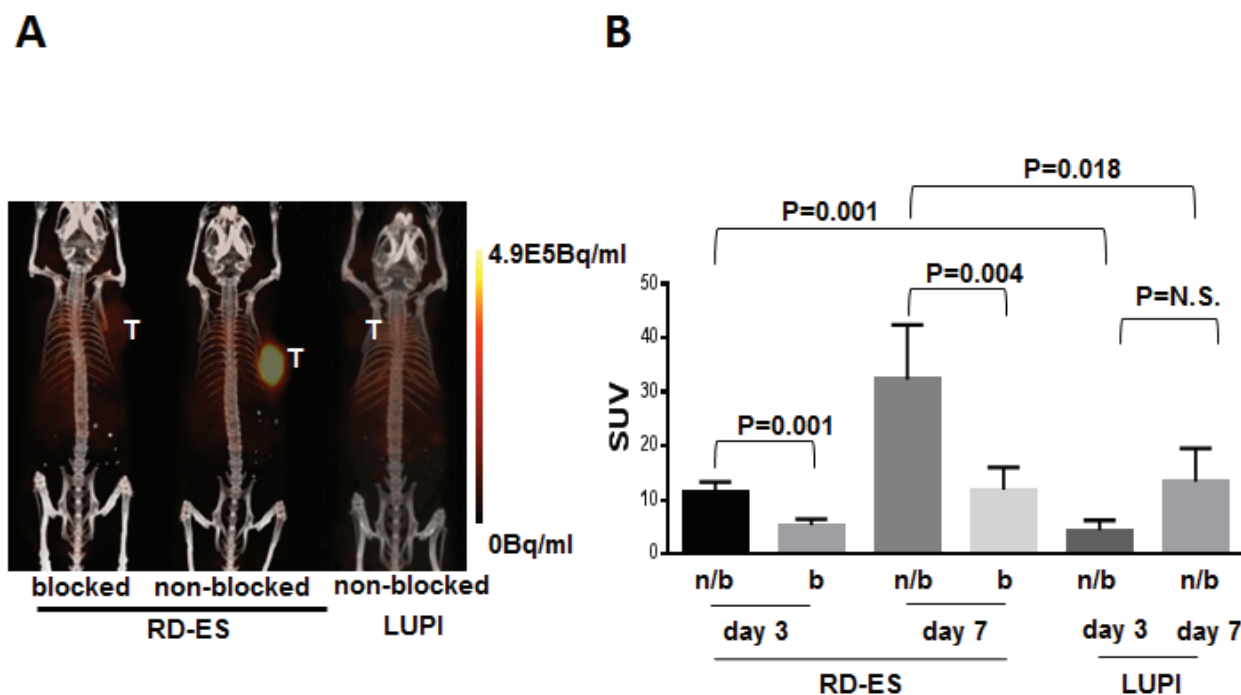 A
4.9E5Bq/ml
0Bq/ml
T
T
T
blocked non-blocked non-blocked
RD-ES LUPI
B
P=0.018
P=0.001
P=0.004
P=N.S.
P=0.001
SUV
50
40
30
20
10
0
n/b b n/b b n/b n/b
day 3 day 7 day 3 day 7
RD-ES LUPI